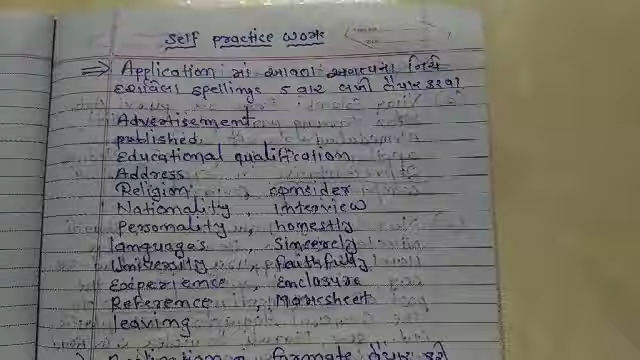 Self practice work
⇒ Application માં આવતા અગત્યના નિચે
દર્શાવેલા spellings 5 વાર લખી તૈયાર કરવા
Advertisement
published,
Educational qualification
Address
Religion, consider
Nationality, interview
Personality, honestly
languages, Sincerely
University, faithfully
Experience, Enclosure
Reference, Marksheet
leaving